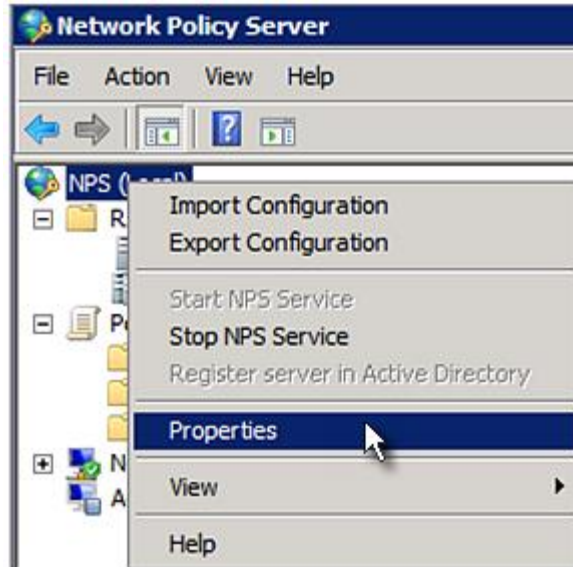 Network Policy Server
File Action View Help
NPS (Local)
Import Configuration
Export Configuration
Start NPS Service
Stop NPS Service
Register server in Active Directory
Properties
View
Help